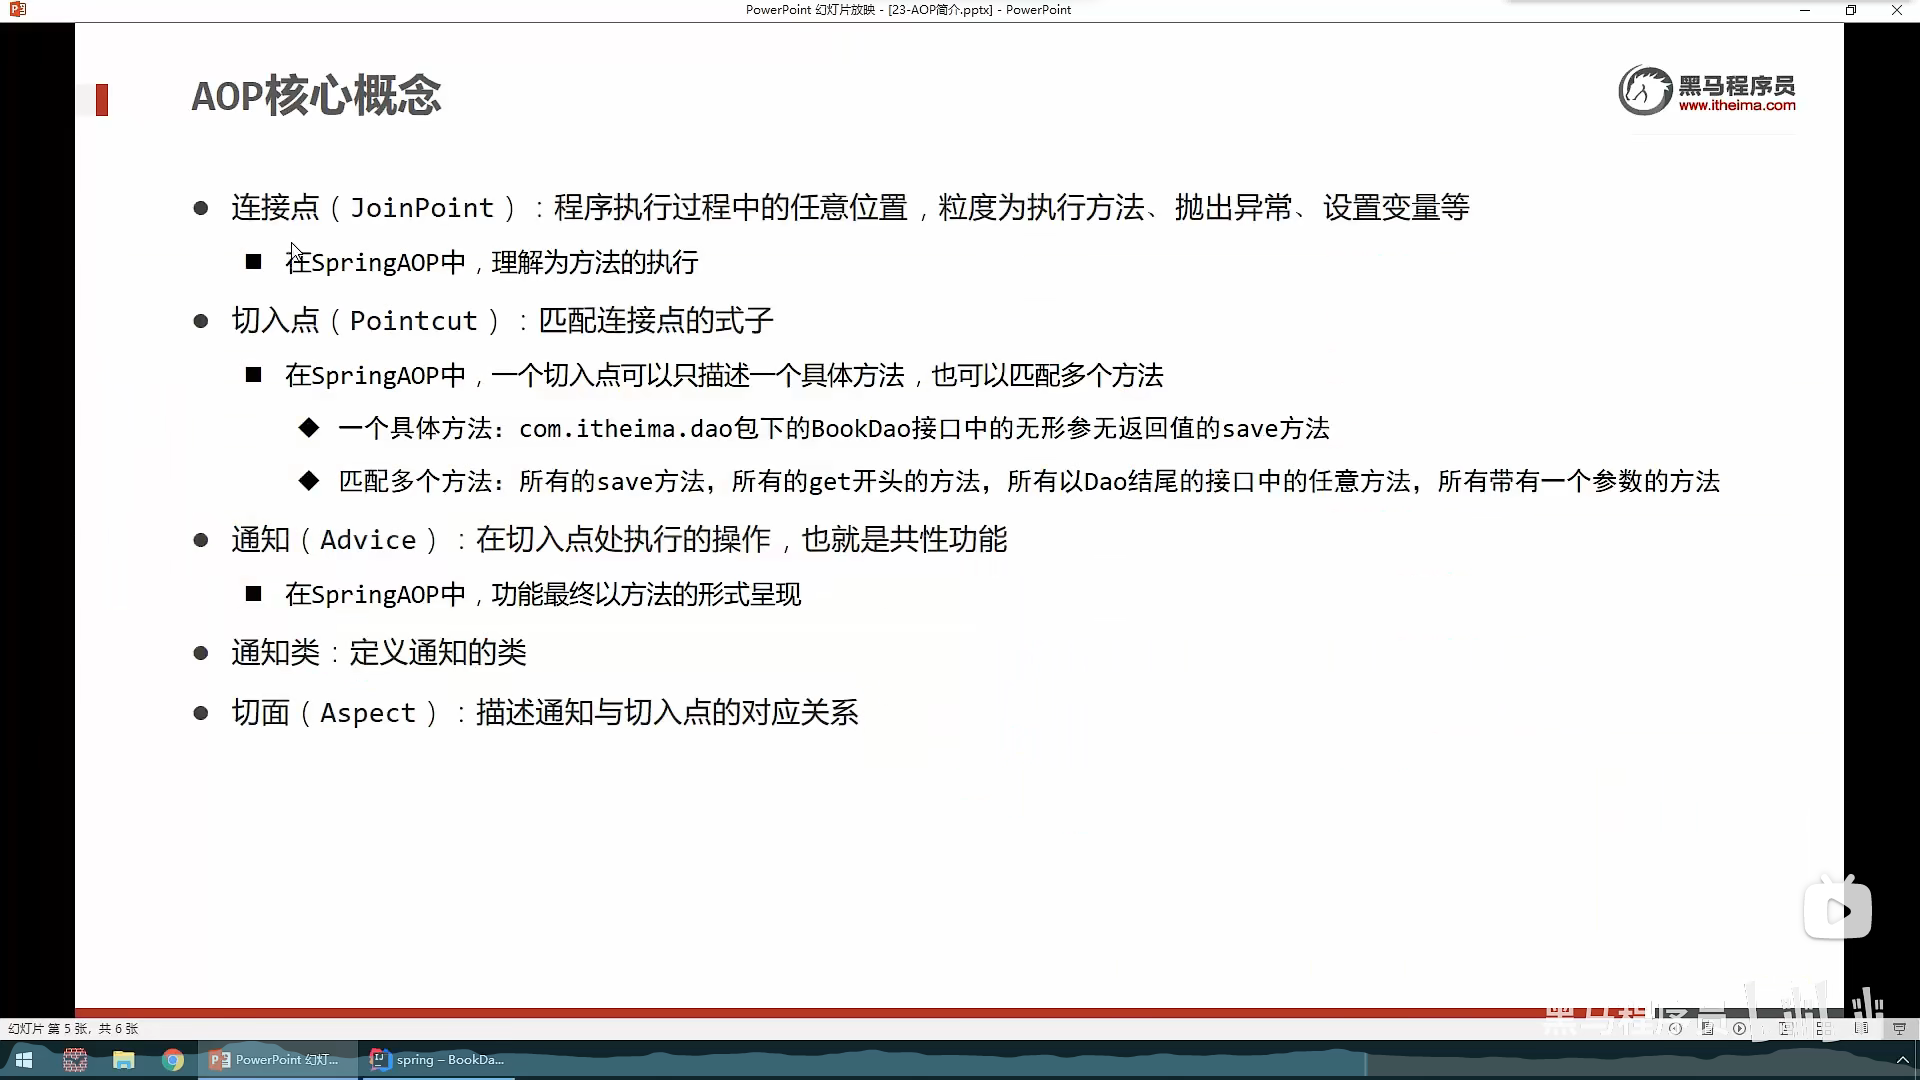 PowerPoint 幻灯片放映 - [23-AOP简介.pptx] - PowerPoint
AOP核心概念
黑马程序员
www.itheima.com
连接点（JoinPoint）：程序执行过程中的任意位置，粒度为执行方法、抛出异常、设置变量等
在SpringAOP中，理解为方法的执行
切入点（Pointcut）：匹配连接点的式子
在SpringAOP中，一个切入点可以只描述一个具体方法，也可以匹配多个方法
一个具体方法：com.itheima.dao包下的BookDao接口中的无形参无返回值的save方法
匹配多个方法：所有的save方法，所有的get开头的方法，所有以Dao结尾的接口中的任意方法，所有带有一个参数的方法
通知（Advice）：在切入点处执行的操作，也就是共性功能
在SpringAOP中，功能最终以方法的形式呈现
通知类：定义通知的类
切面（Aspect）：描述通知与切入点的对应关系
黑马程序员
幻灯片 第 5 张，共 6 张
PowerPoint 幻灯...
spring – BookDa...